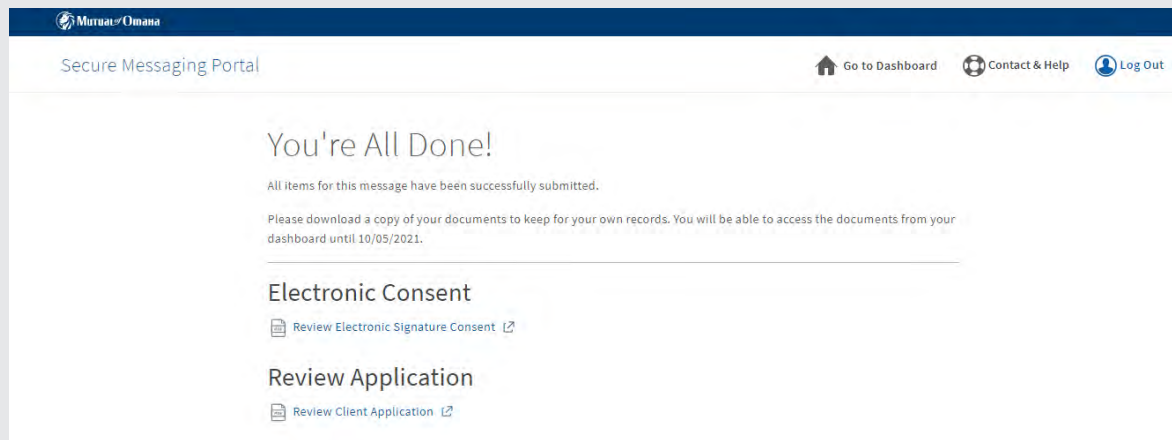 Mutual of Omaha
Secure Messaging Portal
Go to Dashboard
Contact & Help
Log Out
You're All Done!
All items for this message have been successfully submitted.
Please download a copy of your documents to keep for your own records. You will be able to access the documents from your
dashboard until 10/05/2021.
Electronic Consent
Review Electronic Signature Consent
Review Application
Review Client Application